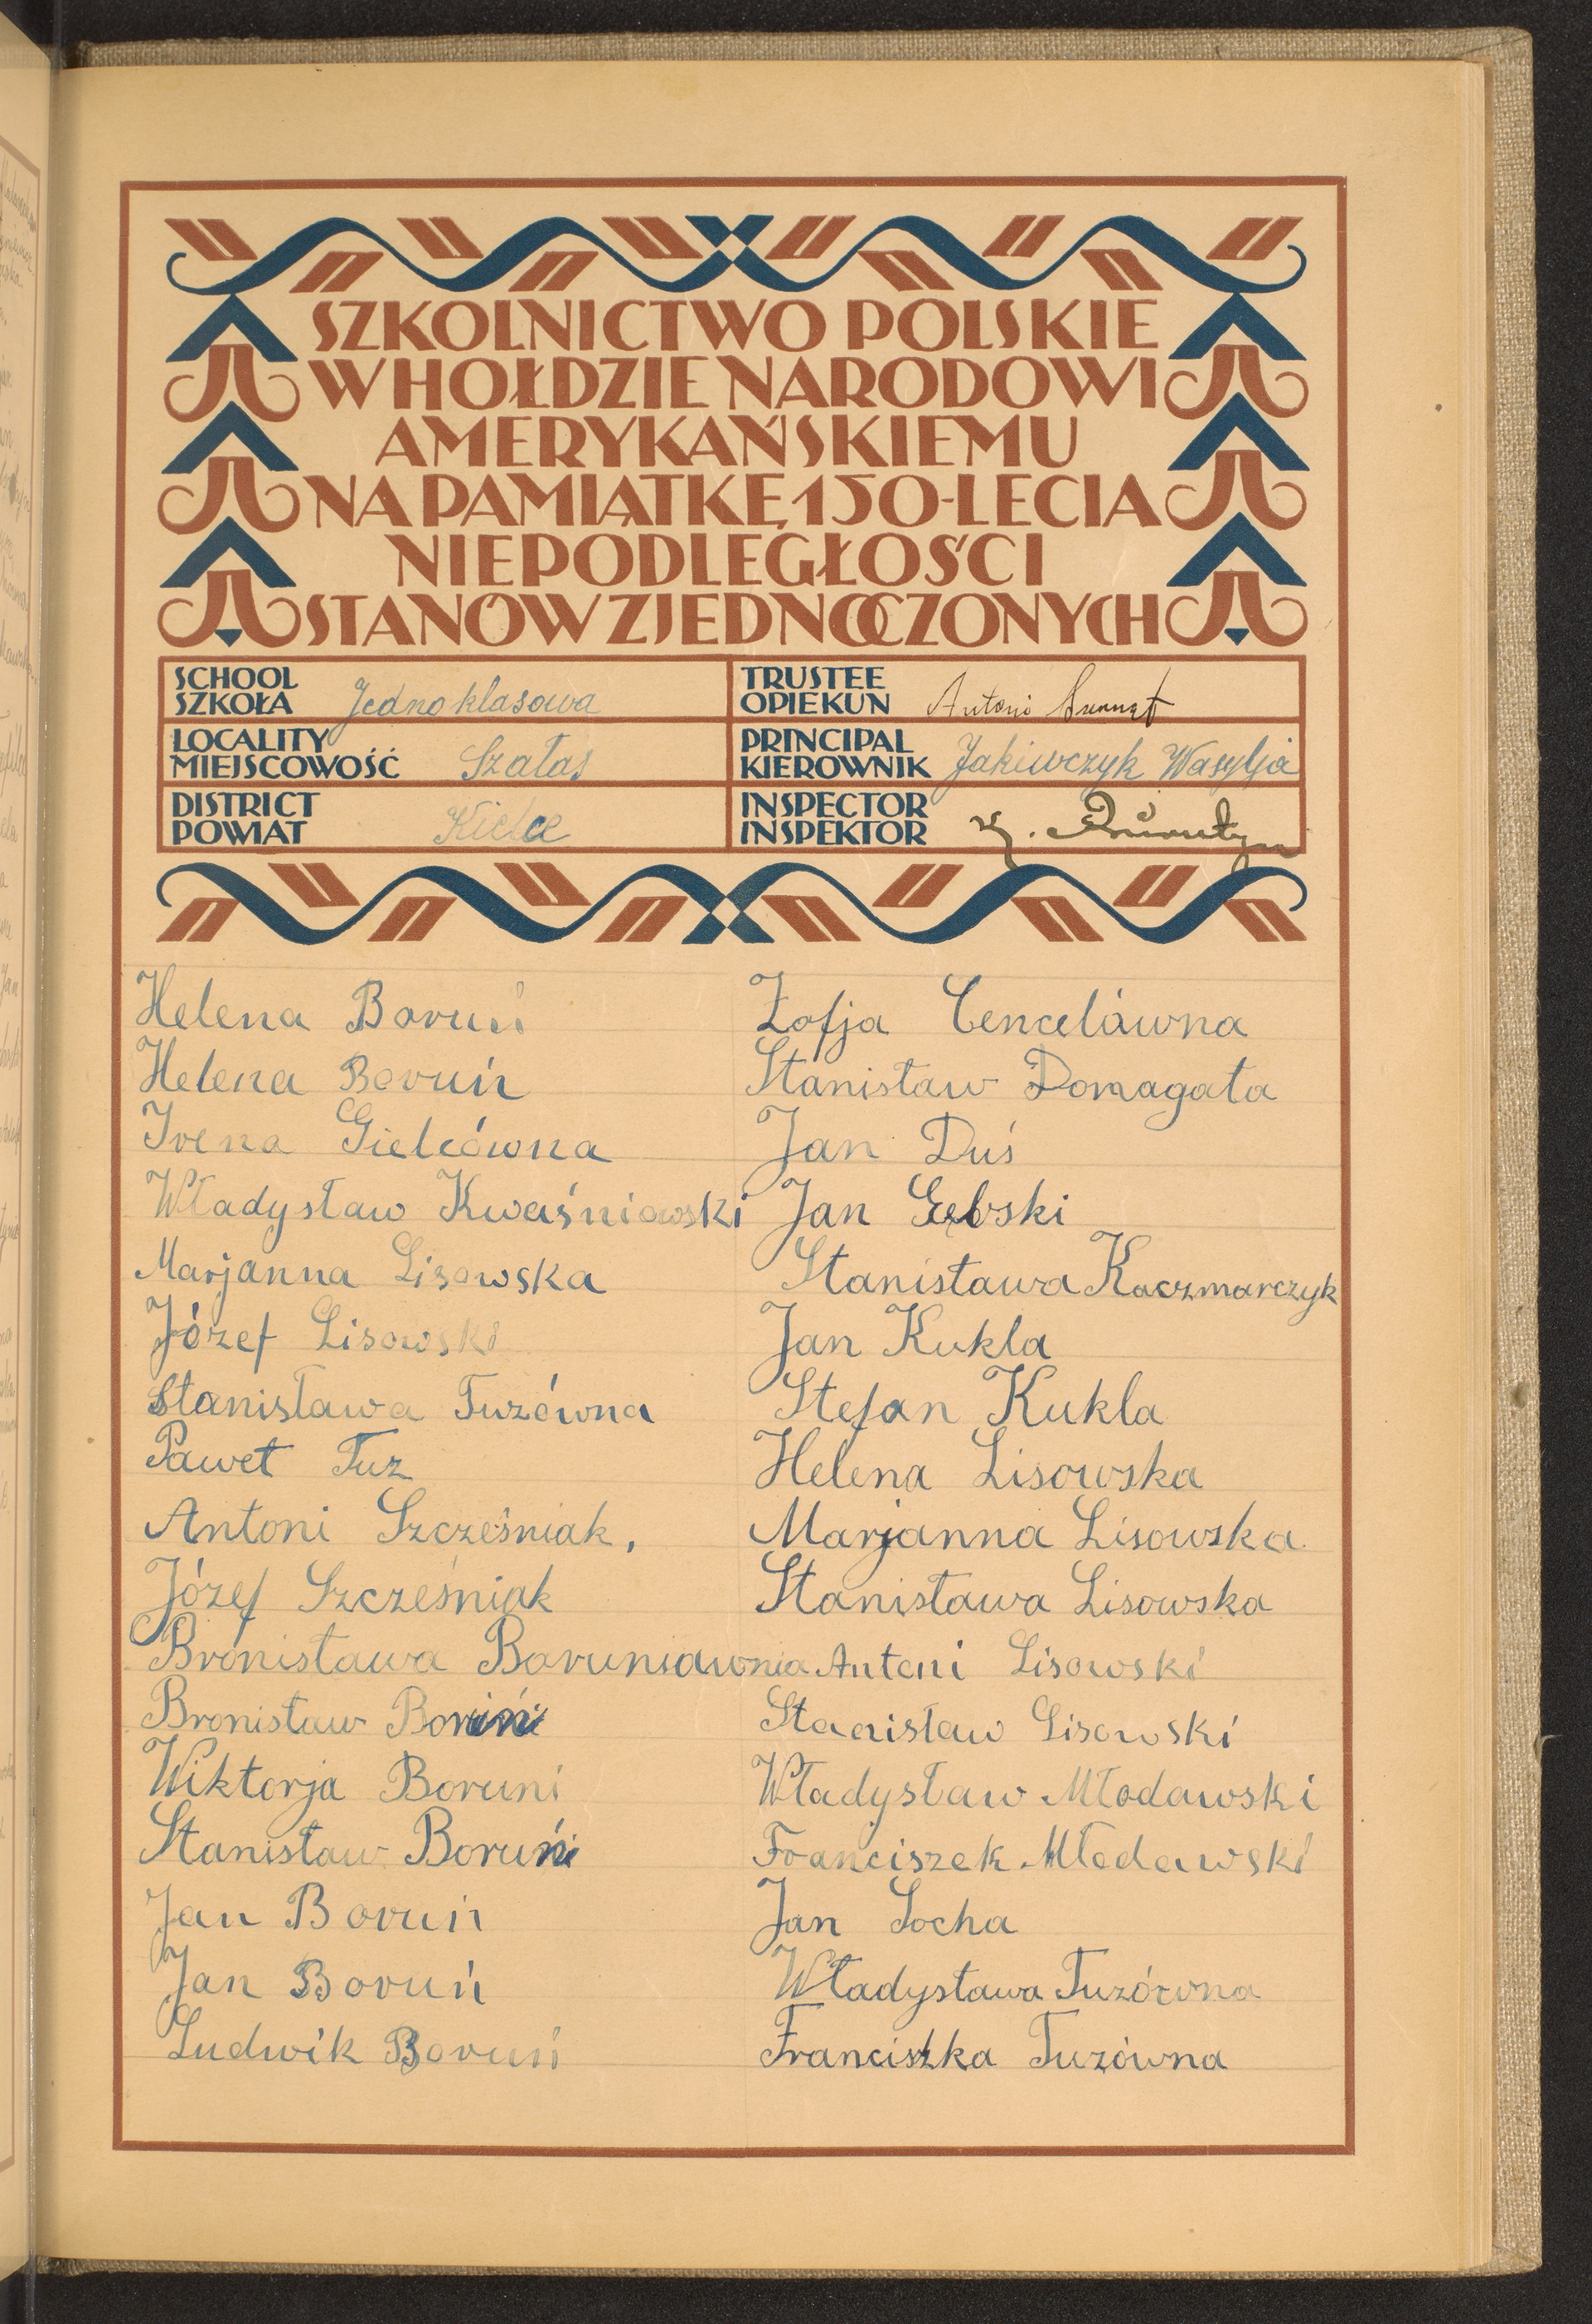 SZKOLNICTWO POLSKIE
W HOŁDZIE NARODOWI
AMERYKAŃSKIEMU
NA PAMIĄTKĘ 150-LECIA
NIEPODLEGŁOŚCI
STANÓW ZJEDNOCZONYCH
SCHOOL
SZKOŁA Jednoklasowa
TRUSTEE
OPIEKUN Antoni
LOCALITY
MIEJSCOWOŚĆ Szałas
PRINCIPAL
KIEROWNIK Jakiwczyk Wasylja
DISTRICT
POWIAT Kielce
INSPECTOR
INSPEKTOR
Helena Boruń
Helena Boruń
Irena Gielcówna
Władysław Kwaśniowski
Marjanna Lisowska
Józef Lisowski
Stanisława Tuzówna
Paweł Tuz
Antoni Szcześniak,
Józef Szcześniak
Bronisława Boruniawnia
Bronisław
Wiktorja Boruni
Stanisław Boruń
Jan Boruń
Jan Boruń
Ludwik Boruń
Zofja Cencelówna
Stanisław Domagała
Jan Duś
Jan Gębski
Stanisława Kaczmarczyk
Jan Kukla
Stefan Kukla
Helena Lisowska
Marjanna Lisowska
Stanisława Lisowska
Antoni Lisowski
Stanisław Lisowski
Władysław Młodawski
Franciszek Młodawski
Jan Socha
Władysława Tuzówna
Franciszka Tuzówna